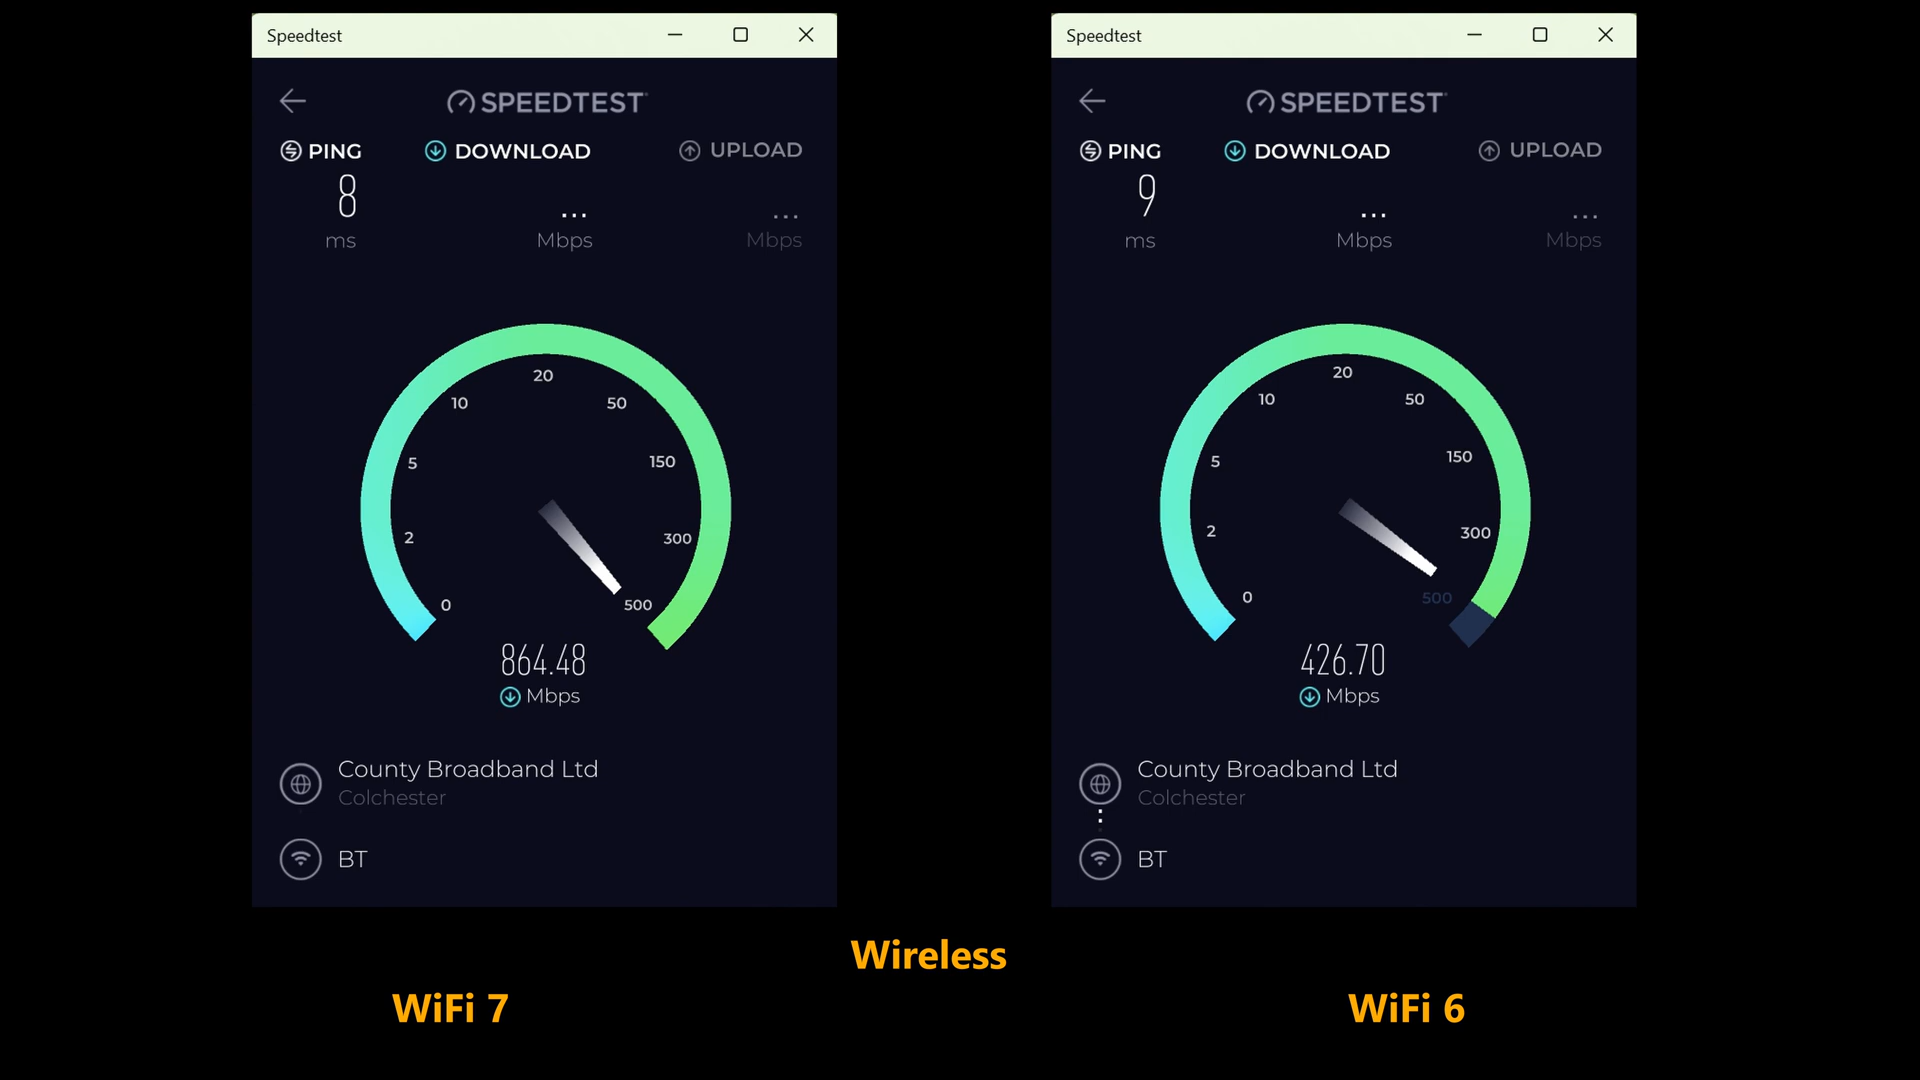 Speedtest
SPEEDTEST
PING
DOWNLOAD
UPLOAD
8
...
...
ms
Mbps
Mbps
20
10
50
5
150
2
300
0
500
864.48
Mbps
County Broadband Ltd
Colchester
BT
Speedtest
SPEEDTEST
PING
DOWNLOAD
UPLOAD
9
...
...
ms
Mbps
Mbps
20
10
50
5
150
2
300
0
500
426.70
Mbps
County Broadband Ltd
Colchester
BT
Wireless
WiFi 7
WiFi 6